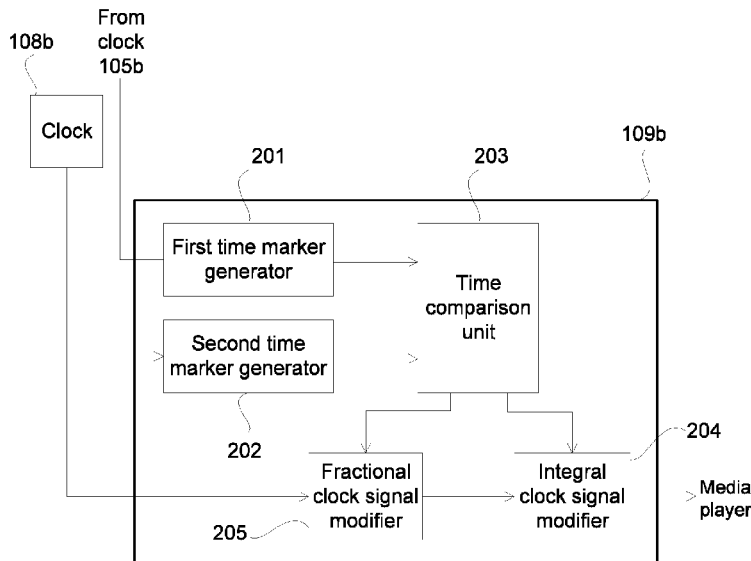 From
clock
105b
108b
Clock
109b
201
203
First time marker
generator
Time
comparison
unit
Second time
marker generator
202
204
Fractional
clock signal
modifier
Integral
clock signal
modifier
Media
player
205